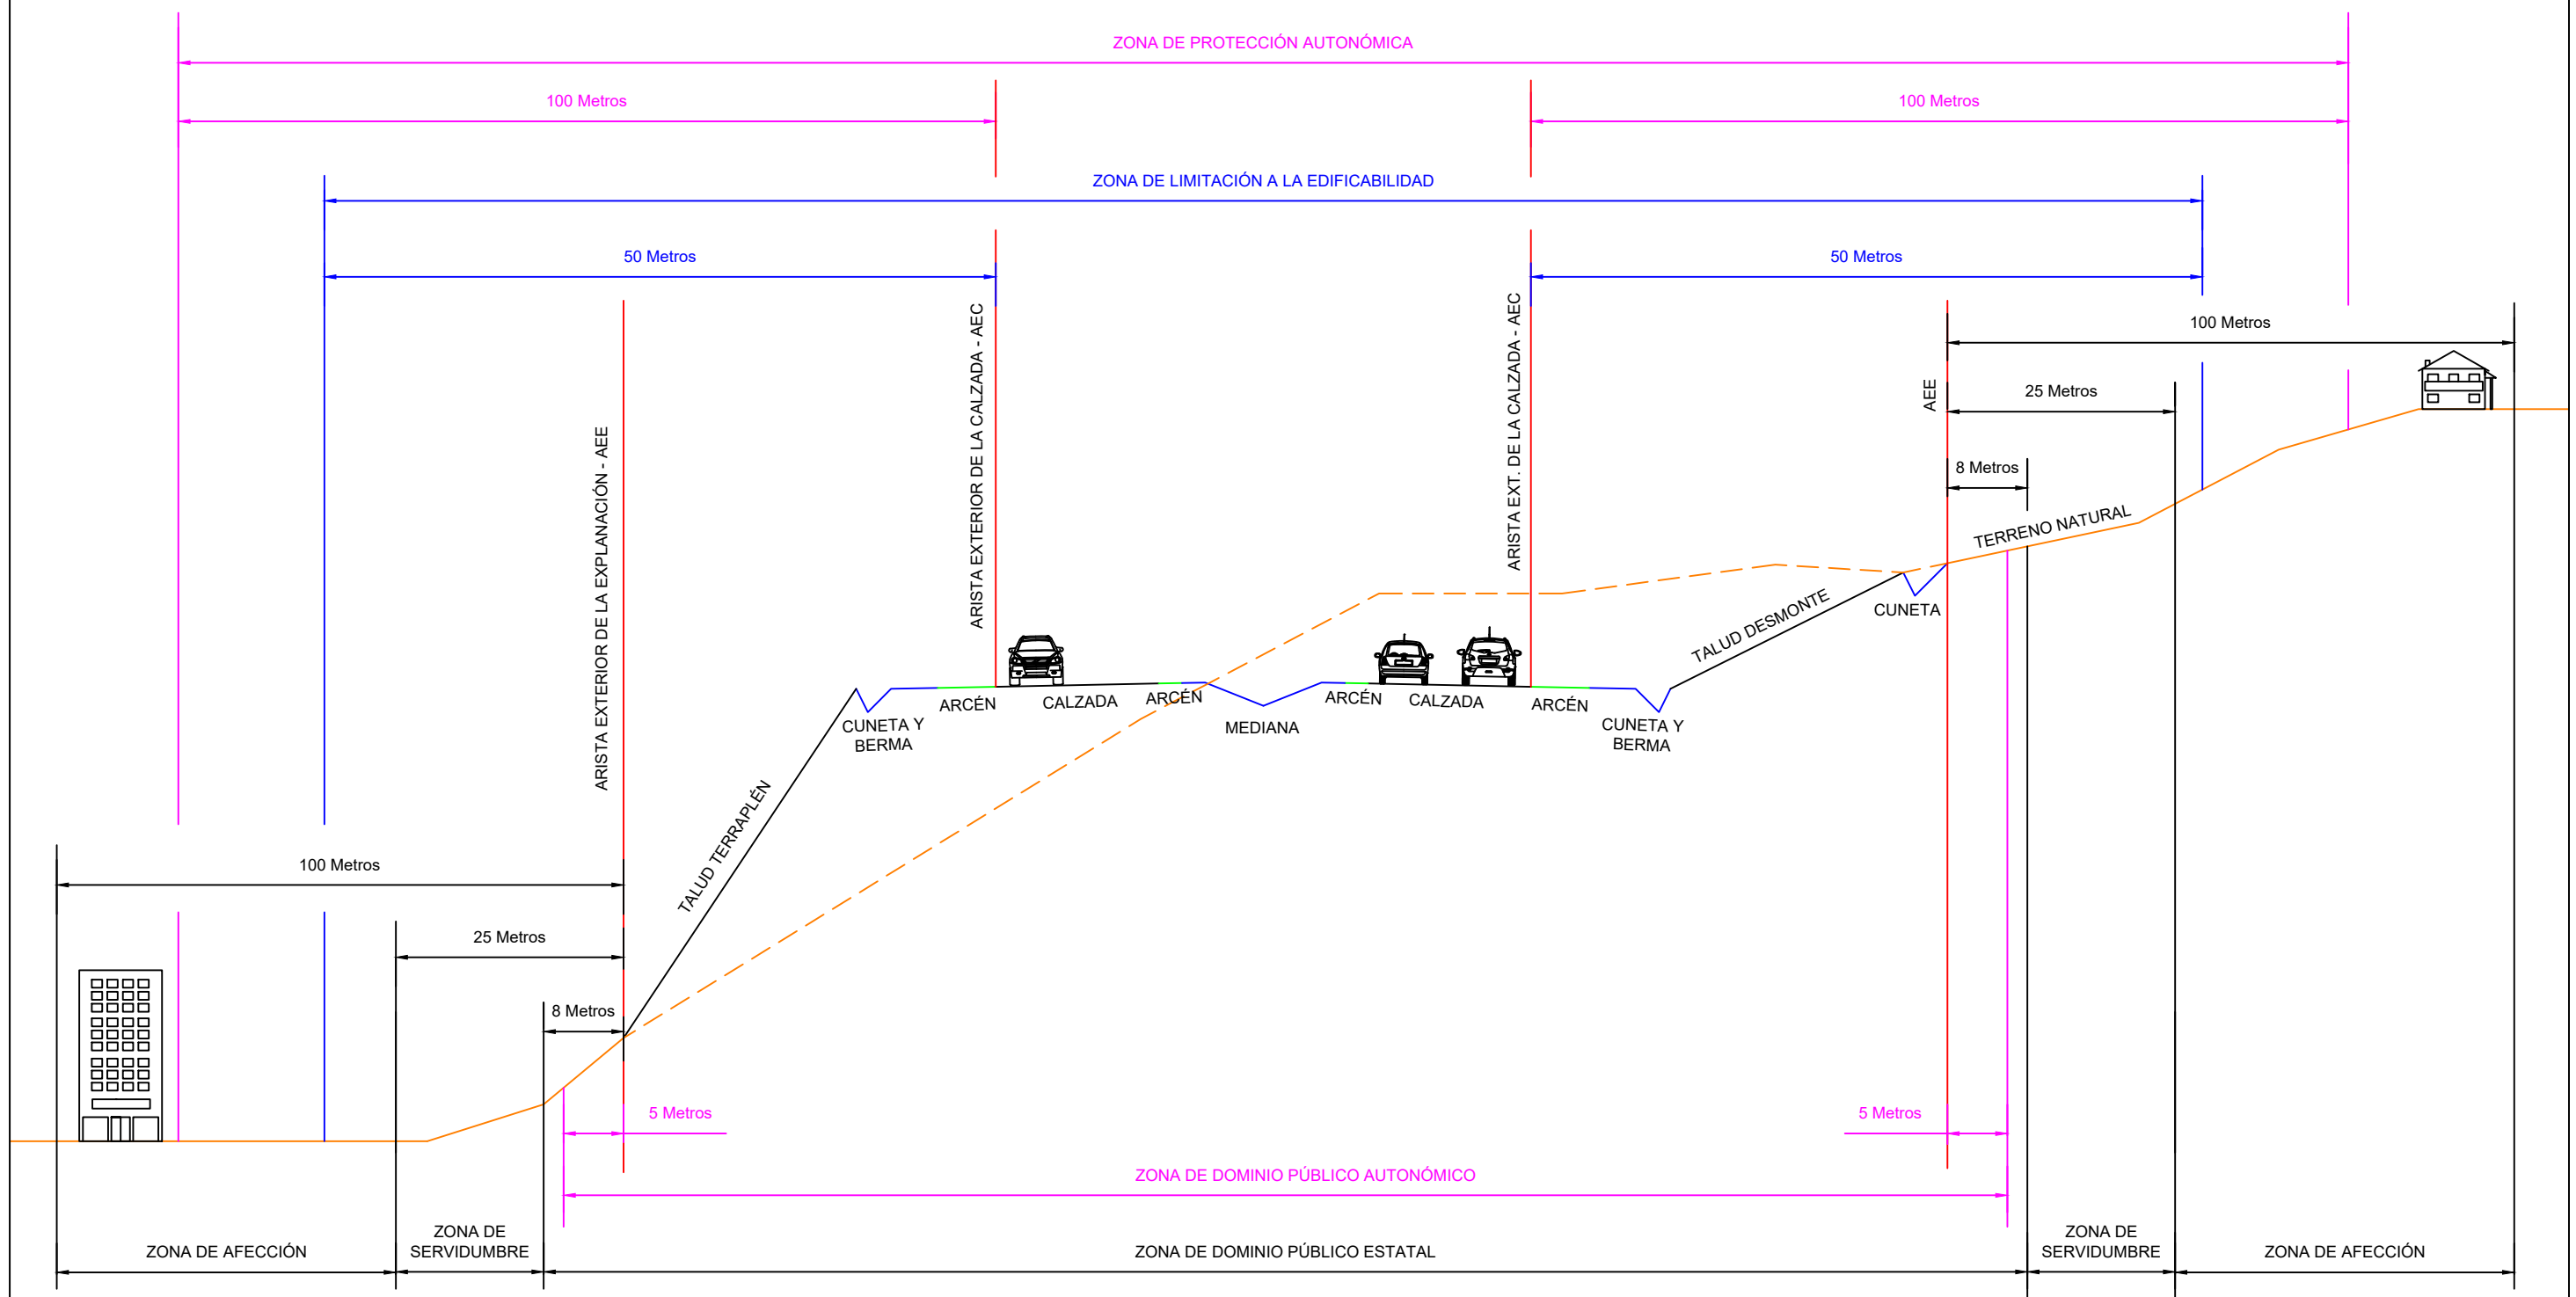 ZONA DE PROTECCIÓN AUTONÓMICA
100 Metros
100 Metros
ZONA DE LIMITACIÓN A LA EDIFICABILIDAD
50 Metros
50 Metros
ARISTA EXTERIOR DE LA EXPLANACIÓN - AEE
ARISTA EXTERIOR DE LA CALZADA - AEC
ARISTA EXT. DE LA CALZADA - AEC
AEE
100 Metros
25 Metros
8 Metros
TERRENO NATURAL
CUNETA
TALUD DESMONTE
TALUD TERRAPLÉN
CUNETA Y
BERMA
ARCÉN
CALZADA
ARCÉN
MEDIANA
ARCÉN
CALZADA
ARCÉN
CUNETA Y
BERMA
100 Metros
25 Metros
8 Metros
5 Metros
5 Metros
ZONA DE DOMINIO PÚBLICO AUTONÓMICO
ZONA DE AFECCIÓN
ZONA DE
SERVIDUMBRE
ZONA DE DOMINIO PÚBLICO ESTATAL
ZONA DE
SERVIDUMBRE
ZONA DE AFECCIÓN